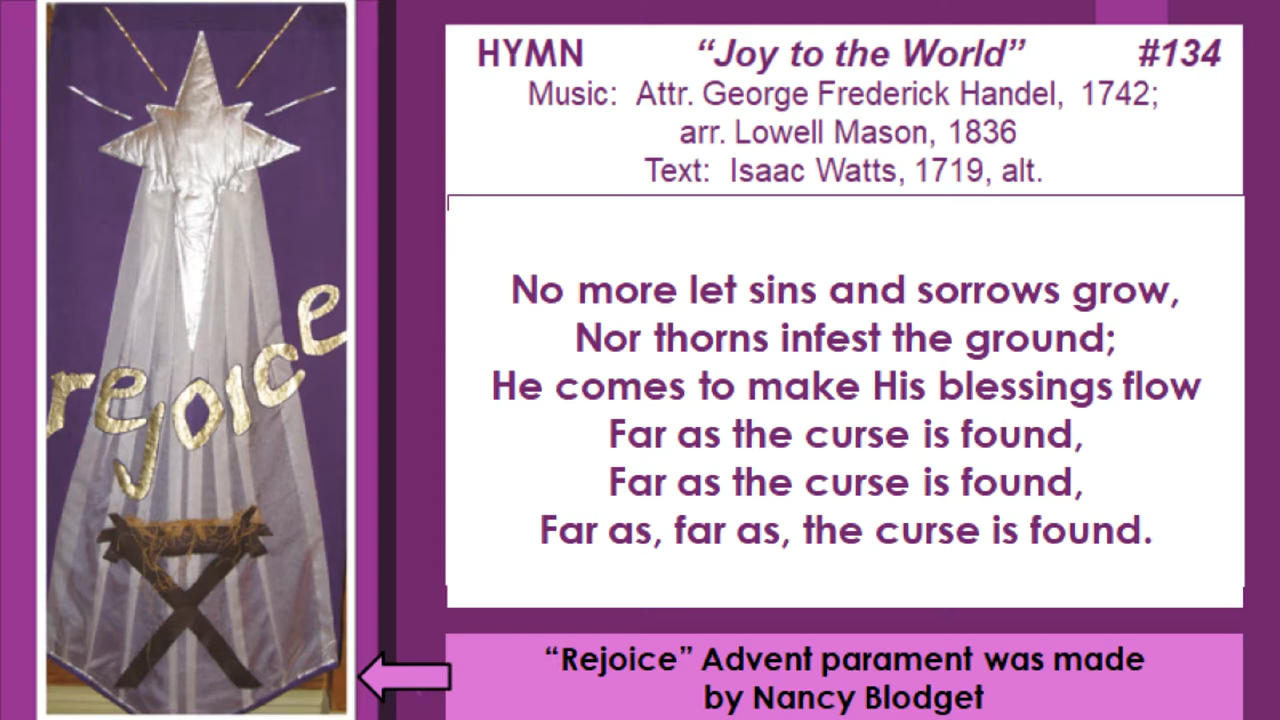 rejoice
HYMN “Joy to the World” #134
Music: Attr. George Frederick Handel, 1742;
arr. Lowell Mason, 1836
Text: Isaac Watts, 1719, alt.
No more let sins and sorrows grow,
Nor thorns infest the ground;
He comes to make His blessings flow
Far as the curse is found,
Far as the curse is found,
Far as, far as, the curse is found.
“Rejoice” Advent parament was made
by Nancy Blodget